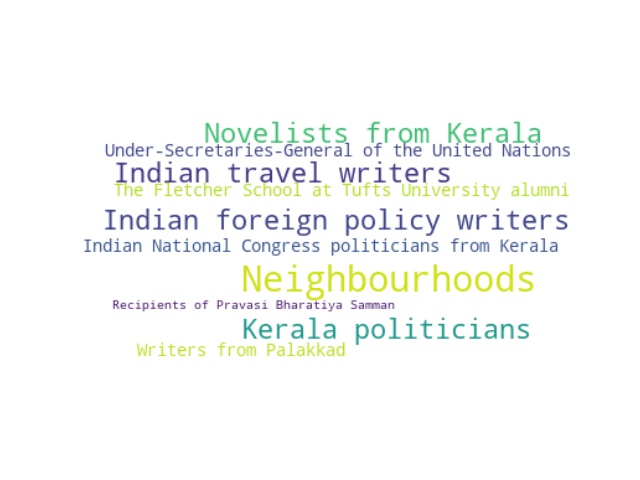 Novelists from Kerala
Under-Secretaries-General of the United Nations
Indian travel writers
The Fletcher School at Tufts University alumni
Indian foreign policy writers
Indian National Congress politicians from Kerala
Neighbourhoods
Recipients of Pravasi Bharatiya Samman
Kerala politicians
Writers from Palakkad